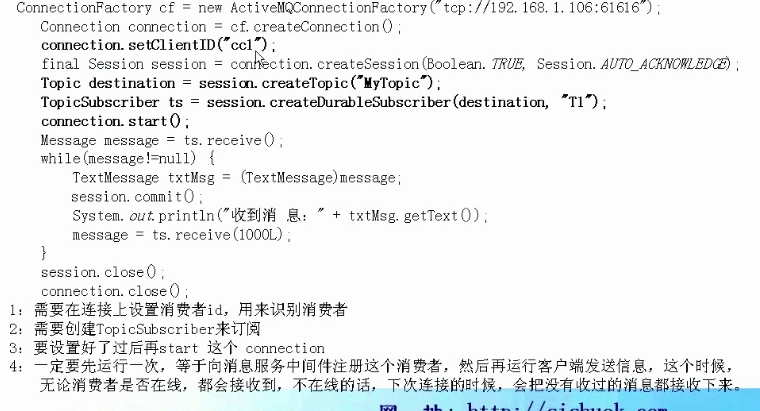 ConnectionFactory cf = new ActiveMQConnectionFactory("tcp://192.168.1.106:61616");
Connection connection = cf.createConnection();
connection.setClientID("cc1");
final Session session = connection.createSession(Boolean.TRUE, Session.AUTO_ACKNOWLEDGE);
Topic destination = session.createTopic("MyTopic");
TopicSubscriber ts = session.createDurableSubscriber(destination, "T1");
connection.start();
Message message = ts.receive();
while(message!=null) {
TextMessage txtMsg = (TextMessage)message;
session.commit();
System.out.println("收到消 息：" + txtMsg.getText());
message = ts.receive(1000L);
}
session.close();
connection.close();
1：需要在连接上设置消费者id，用来识别消费者
2：需要创建TopicSubscriber来订阅
3：要设置好了过后再start 这个 connection
4：一定要先运行一次，等于向消息服务中间件注册这个消费者，然后再运行客户端发送信息，这个时候，
无论消费者是否在线，都会接收到，不在线的话，下次连接的时候，会把没有收过的消息都接收下来。